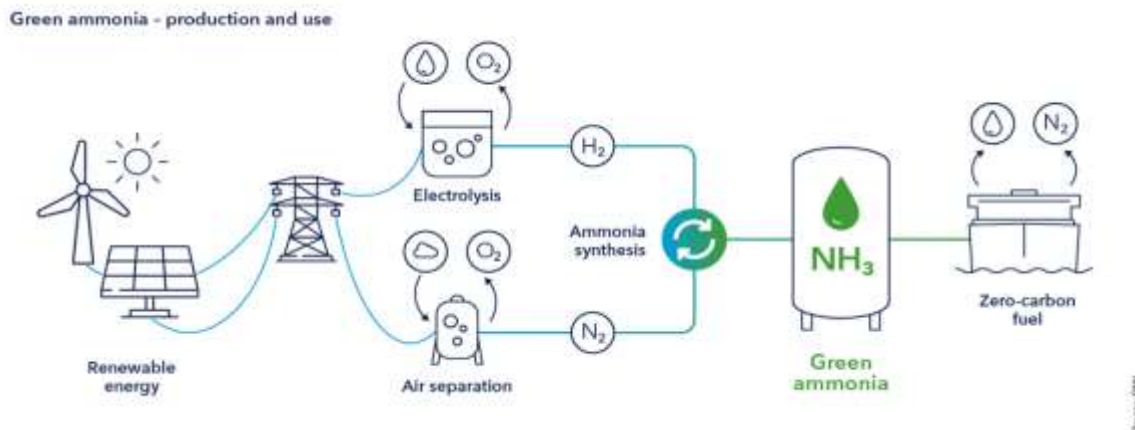 Green ammonia – production and use
O₂
H₂
Electrolysis
O₂
N₂
Ammonia
synthesis
NH₃
N₂
Zero-carbon
fuel
Renewable
energy
Air separation
Green
ammonia